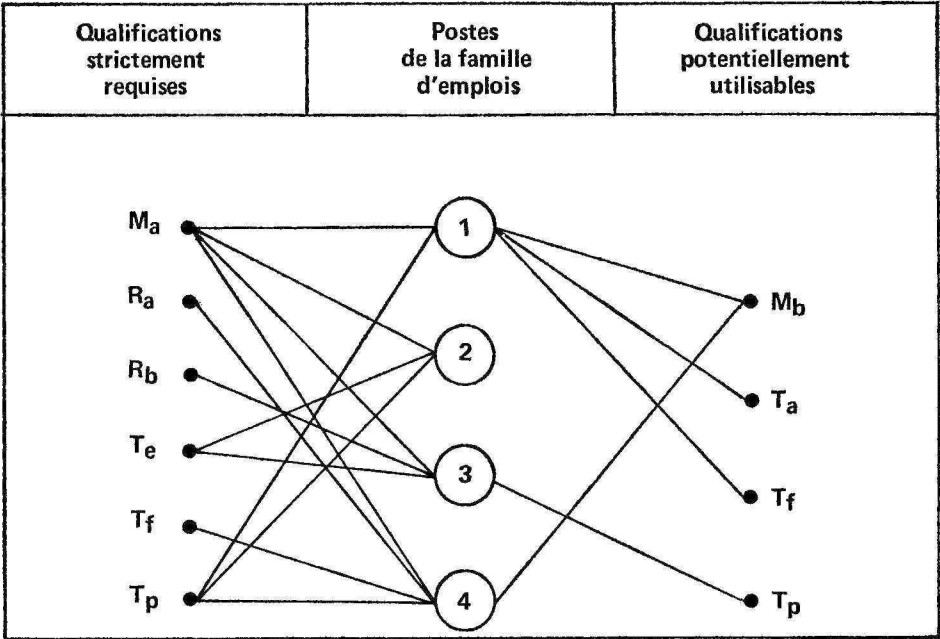 Qualifications
strictement
requises
Postes
de la famille
d'emplois
Qualifications
potentiellement
utilisables
Ma
Ra
Rb
Te
Tf
Tp
1
2
3
4
Mb
Ta
Tf
Tp